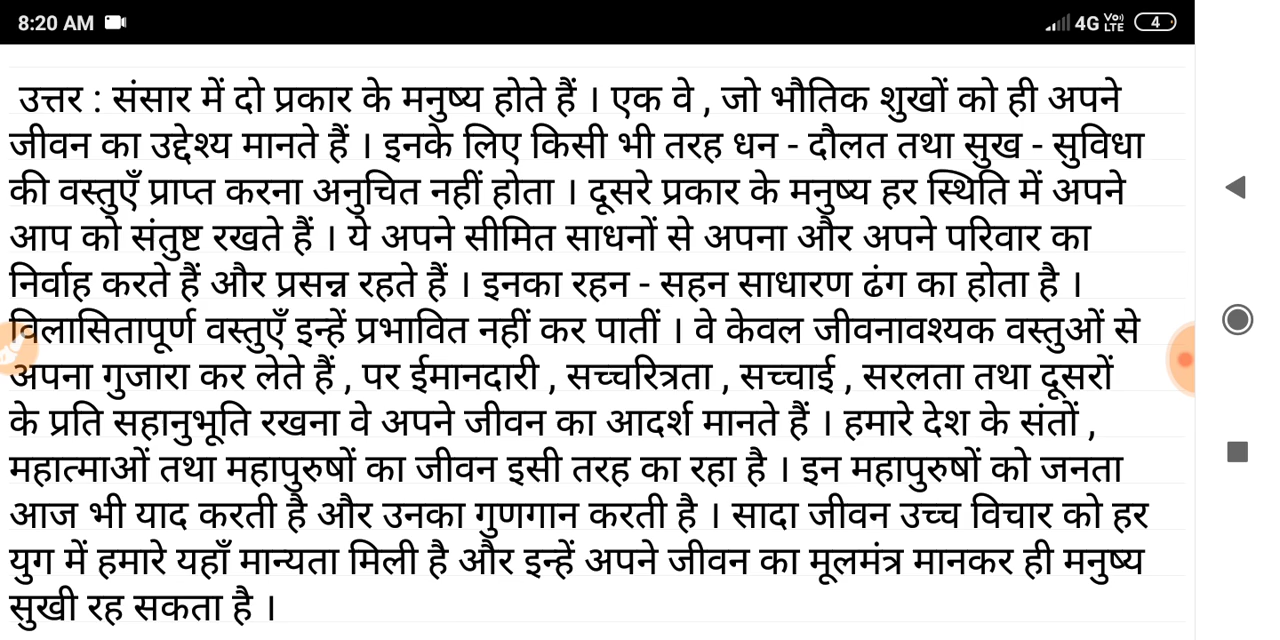 8:20 AM 4G Vo) LTE 4
उत्तर : संसार में दो प्रकार के मनुष्य होते हैं । एक वे , जो भौतिक शुखों को ही अपने
जीवन का उद्देश्य मानते हैं । इनके लिए किसी भी तरह धन - दौलत तथा सुख - सुविधा
की वस्तुएँ प्राप्त करना अनुचित नहीं होता । दूसरे प्रकार के मनुष्य हर स्थिति में अपने
आप को संतुष्ट रखते हैं । ये अपने सीमित साधनों से अपना और अपने परिवार का
निर्वाह करते हैं और प्रसन्न रहते हैं । इनका रहन - सहन साधारण ढंग का होता है ।
विलासितापूर्ण वस्तुएँ इन्हें प्रभावित नहीं कर पातीं । वे केवल जीवनावश्यक वस्तुओं से
अपना गुजारा कर लेते हैं , पर ईमानदारी , सच्चरित्रता , सच्चाई , सरलता तथा दूसरों
के प्रति सहानुभूति रखना वे अपने जीवन का आदर्श मानते हैं । हमारे देश के संतों ,
महात्माओं तथा महापुरुषों का जीवन इसी तरह का रहा है । इन महापुरुषों को जनता
आज भी याद करती है और उनका गुणगान करती है । सादा जीवन उच्च विचार को हर
युग में हमारे यहाँ मान्यता मिली है और इन्हें अपने जीवन का मूलमंत्र मानकर ही मनुष्य
सुखी रह सकता है ।